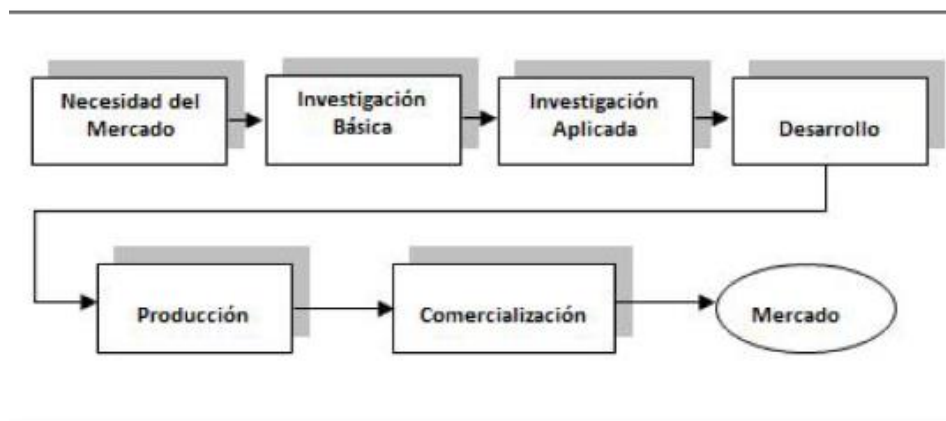 Necesidad del
Mercado
Investigación
Básica
Investigación
Aplicada
Desarrollo
Producción
Comercialización
Mercado